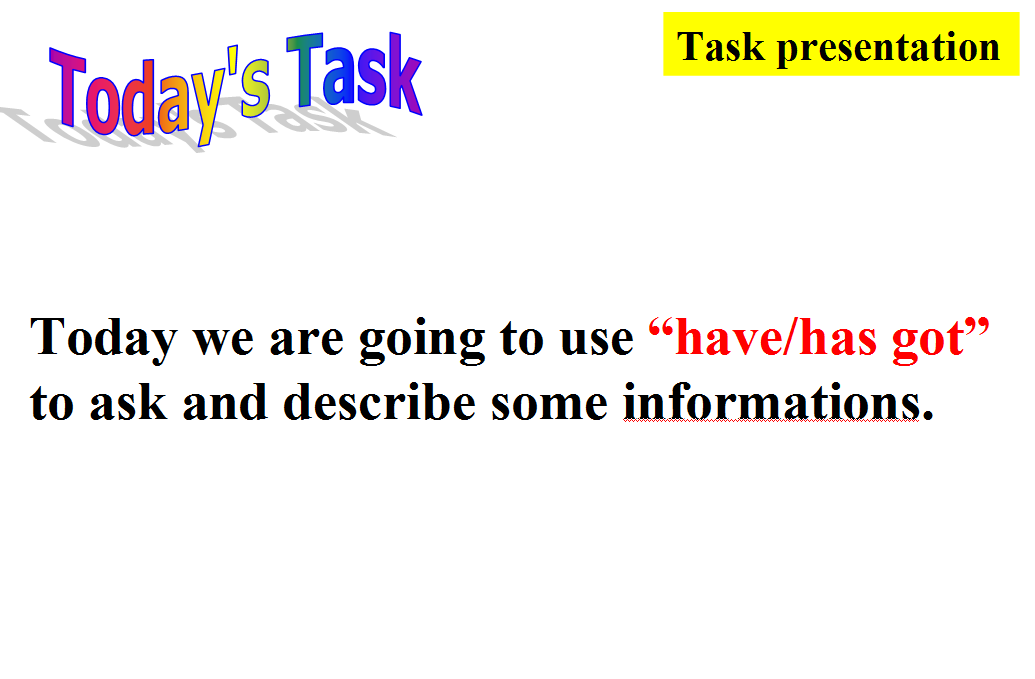 Today's Task
Task presentation
Today we are going to use “have/has got”
to ask and describe some informations.